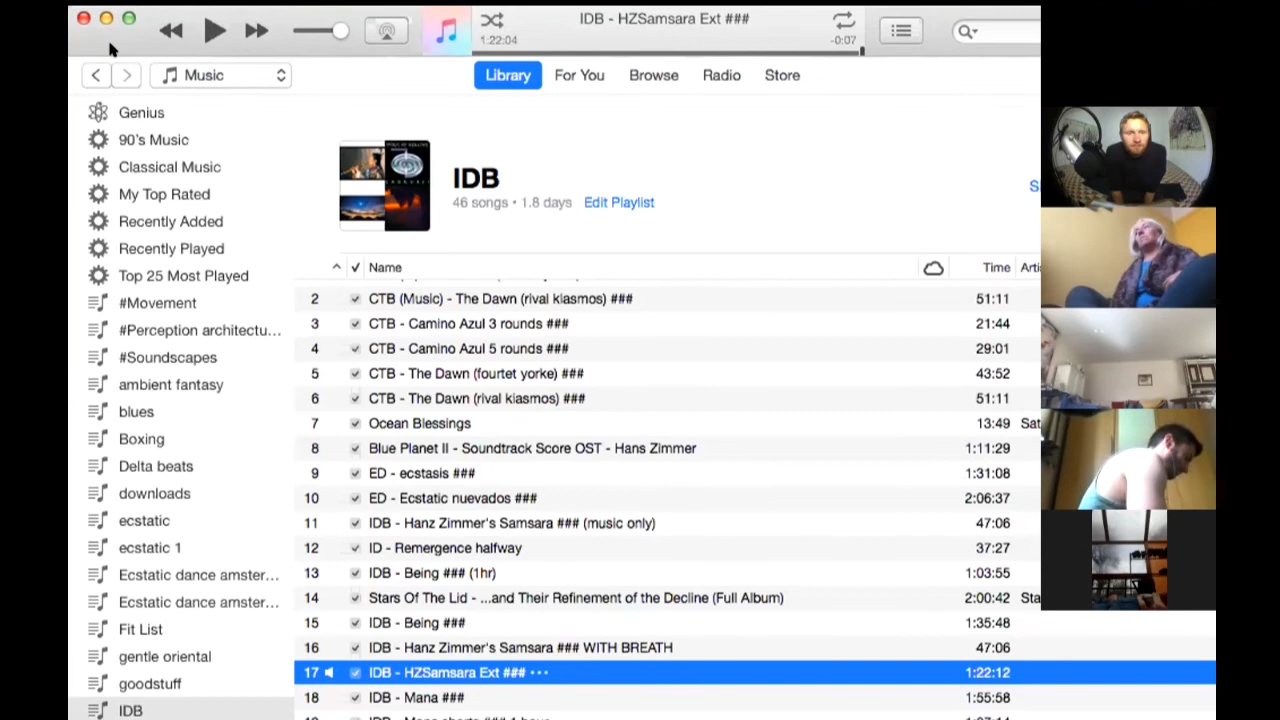 IDB - HZSamsara Ext ###
1:22:04
-0:07
Music
Library
For You
Browse
Radio
Store
Genius
90's Music
Classical Music
My Top Rated
Recently Added
Recently Played
Top 25 Most Played
#Movement
#Perception architectu...
#Soundscapes
ambient fantasy
blues
Boxing
Delta beats
downloads
ecstatic
ecstatic 1
Ecstatic dance amster...
Ecstatic dance amster...
Fit List
gentle oriental
goodstuff
IDB
IDB
46 songs • 1.8 days Edit Playlist
Name Time
2 CTB (Music) - The Dawn (rival kiasmos) ### 51:11
3 CTB - Camino Azul 3 rounds ### 21:44
4 CTB - Camino Azul 5 rounds ### 29:01
5 CTB - The Dawn (fourtet yorke) ### 43:52
6 CTB - The Dawn (rival kiasmos) ### 51:11
7 Ocean Blessings 13:49 Sat
8 Blue Planet II - Soundtrack Score OST - Hans Zimmer 1:11:29
9 ED - ecstasis ### 1:31:08
10 ED - Ecstatic nuevados ### 2:06:37
11 IDB - Hanz Zimmer's Samsara ### (music only) 47:06
12 ID - Remergence halfway 37:27
13 IDB - Being ### (1hr) 1:03:55
14 Stars Of The Lid - ...and Their Refinement of the Decline (Full Album) 2:00:42 Sta
15 IDB - Being ### 1:35:48
16 IDB - Hanz Zimmer's Samsara ### WITH BREATH 47:06
17 IDB - HZSamsara Ext ### ••• 1:22:12
18 IDB - Mana ### 1:55:58